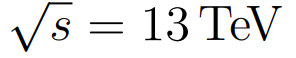 √s = 13 TeV